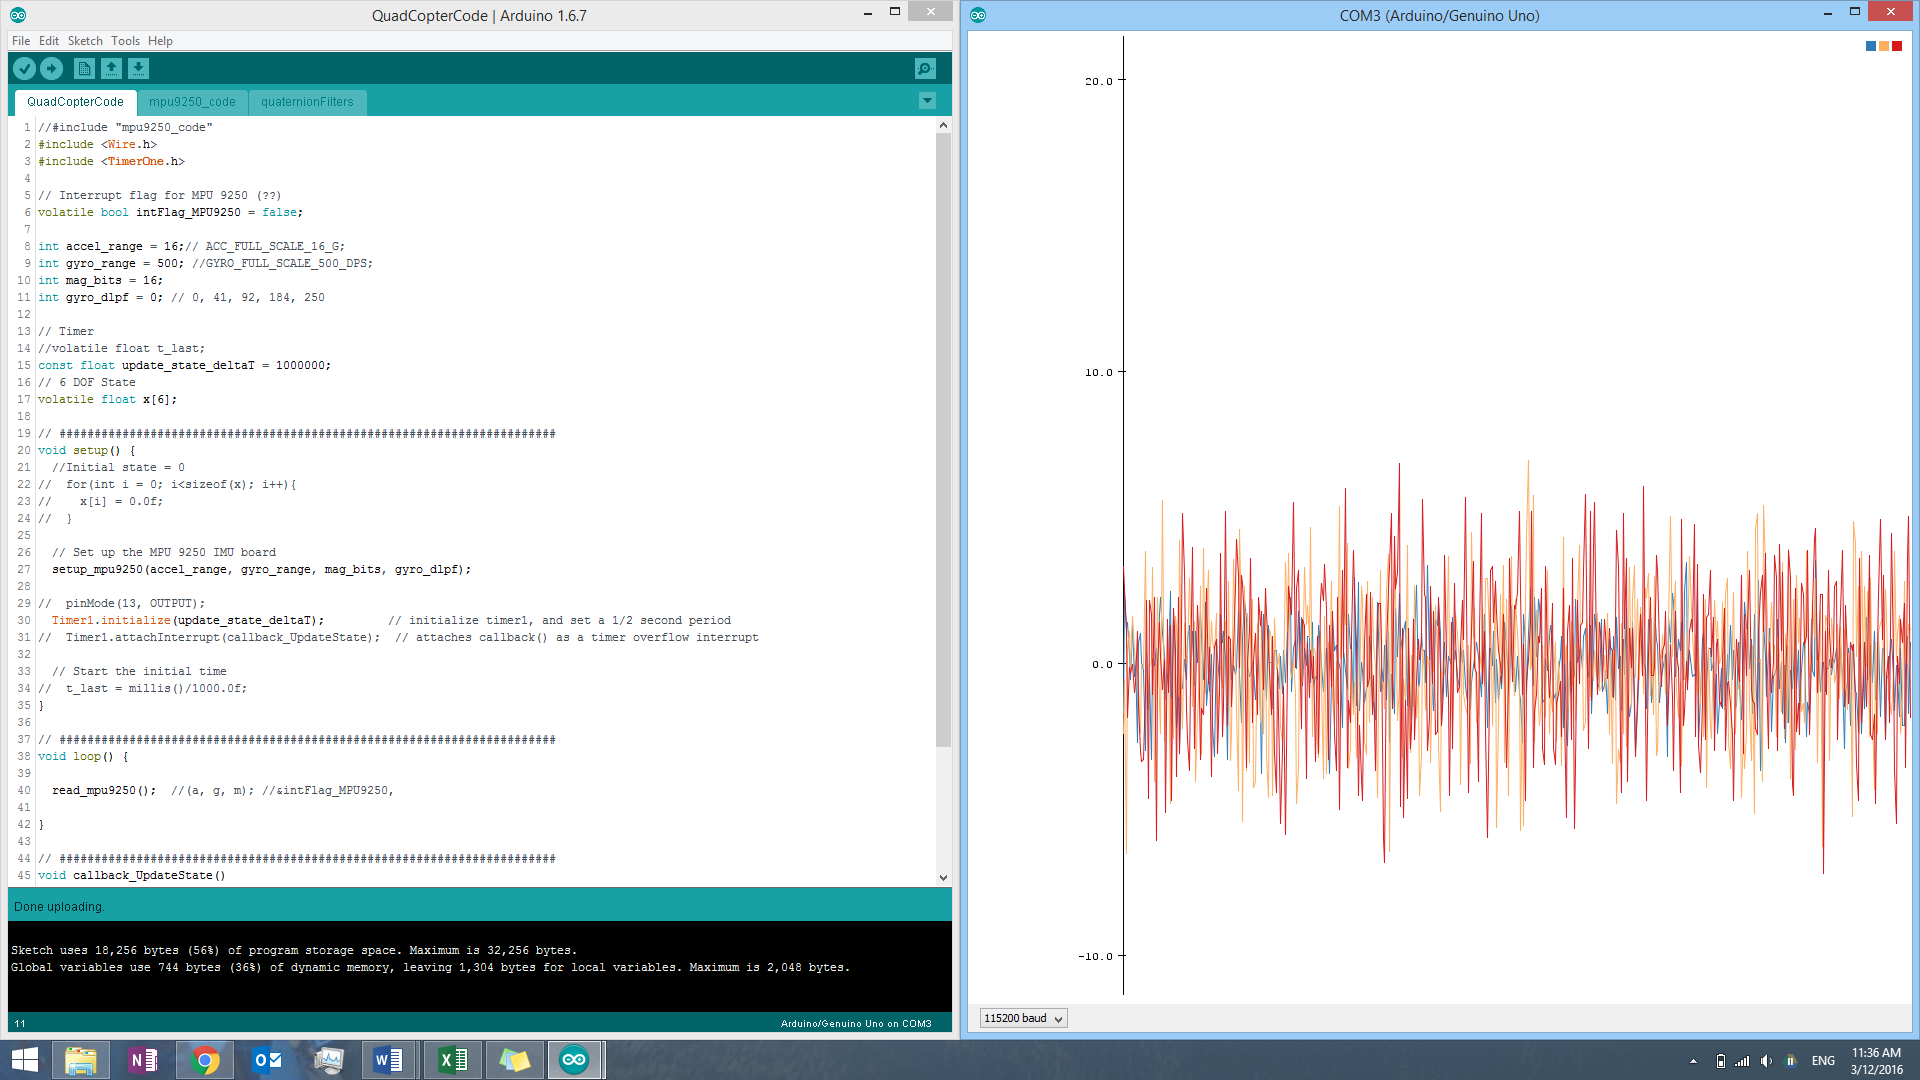 QuadCopterCode | Arduino 1.6.7
File Edit Sketch Tools Help
QuadCopterCode mpu9250_code quaternionFilters
1 //#include "mpu9250_code"
2 #include <Wire.h>
3 #include <TimerOne.h>
4
5 // Interrupt flag for MPU 9250 (??)
6 volatile bool intFlag_MPU9250 = false;
7
8 int accel_range = 16;// ACC_FULL_SCALE_16_G;
9 int gyro_range = 500; //GYRO_FULL_SCALE_500_DPS;
10 int mag_bits = 16;
11 int gyro_dlpf = 0; // 0, 41, 92, 184, 250
12
13 // Timer
14 //volatile float t_last;
15 const float update_state_deltaT = 1000000;
16 // 6 DOF State
17 volatile float x[6];
18
19 // #######################################################################
20 void setup() {
21   //Initial state = 0
22 //  for(int i = 0; i<sizeof(x); i++){
23 //    x[i] = 0.0f;
24 //  }
25
26   // Set up the MPU 9250 IMU board
27   setup_mpu9250(accel_range, gyro_range, mag_bits, gyro_dlpf);
28
29 //  pinMode(13, OUTPUT);
30   Timer1.initialize(update_state_deltaT);         // initialize timer1, and set a 1/2 second period
31 //  Timer1.attachInterrupt(callback_UpdateState);  // attaches callback() as a timer overflow interrupt
32
33   // Start the initial time
34 //  t_last = millis()/1000.0f;
35 }
36
37 // #######################################################################
38 void loop() {
39
40   read_mpu9250();  //(a, g, m); //&intFlag_MPU9250,
41
42 }
43
44 // #######################################################################
45 void callback_UpdateState()
Done uploading.
Sketch uses 18,256 bytes (56%) of program storage space. Maximum is 32,256 bytes.
Global variables use 744 bytes (36%) of dynamic memory, leaving 1,304 bytes for local variables. Maximum is 2,048 bytes.
11 Arduino/Genuino Uno on COM3
COM3 (Arduino/Genuino Uno)
20.0
10.0
0.0
-10.0
115200 baud
ENG
11:36 AM
3/12/2016